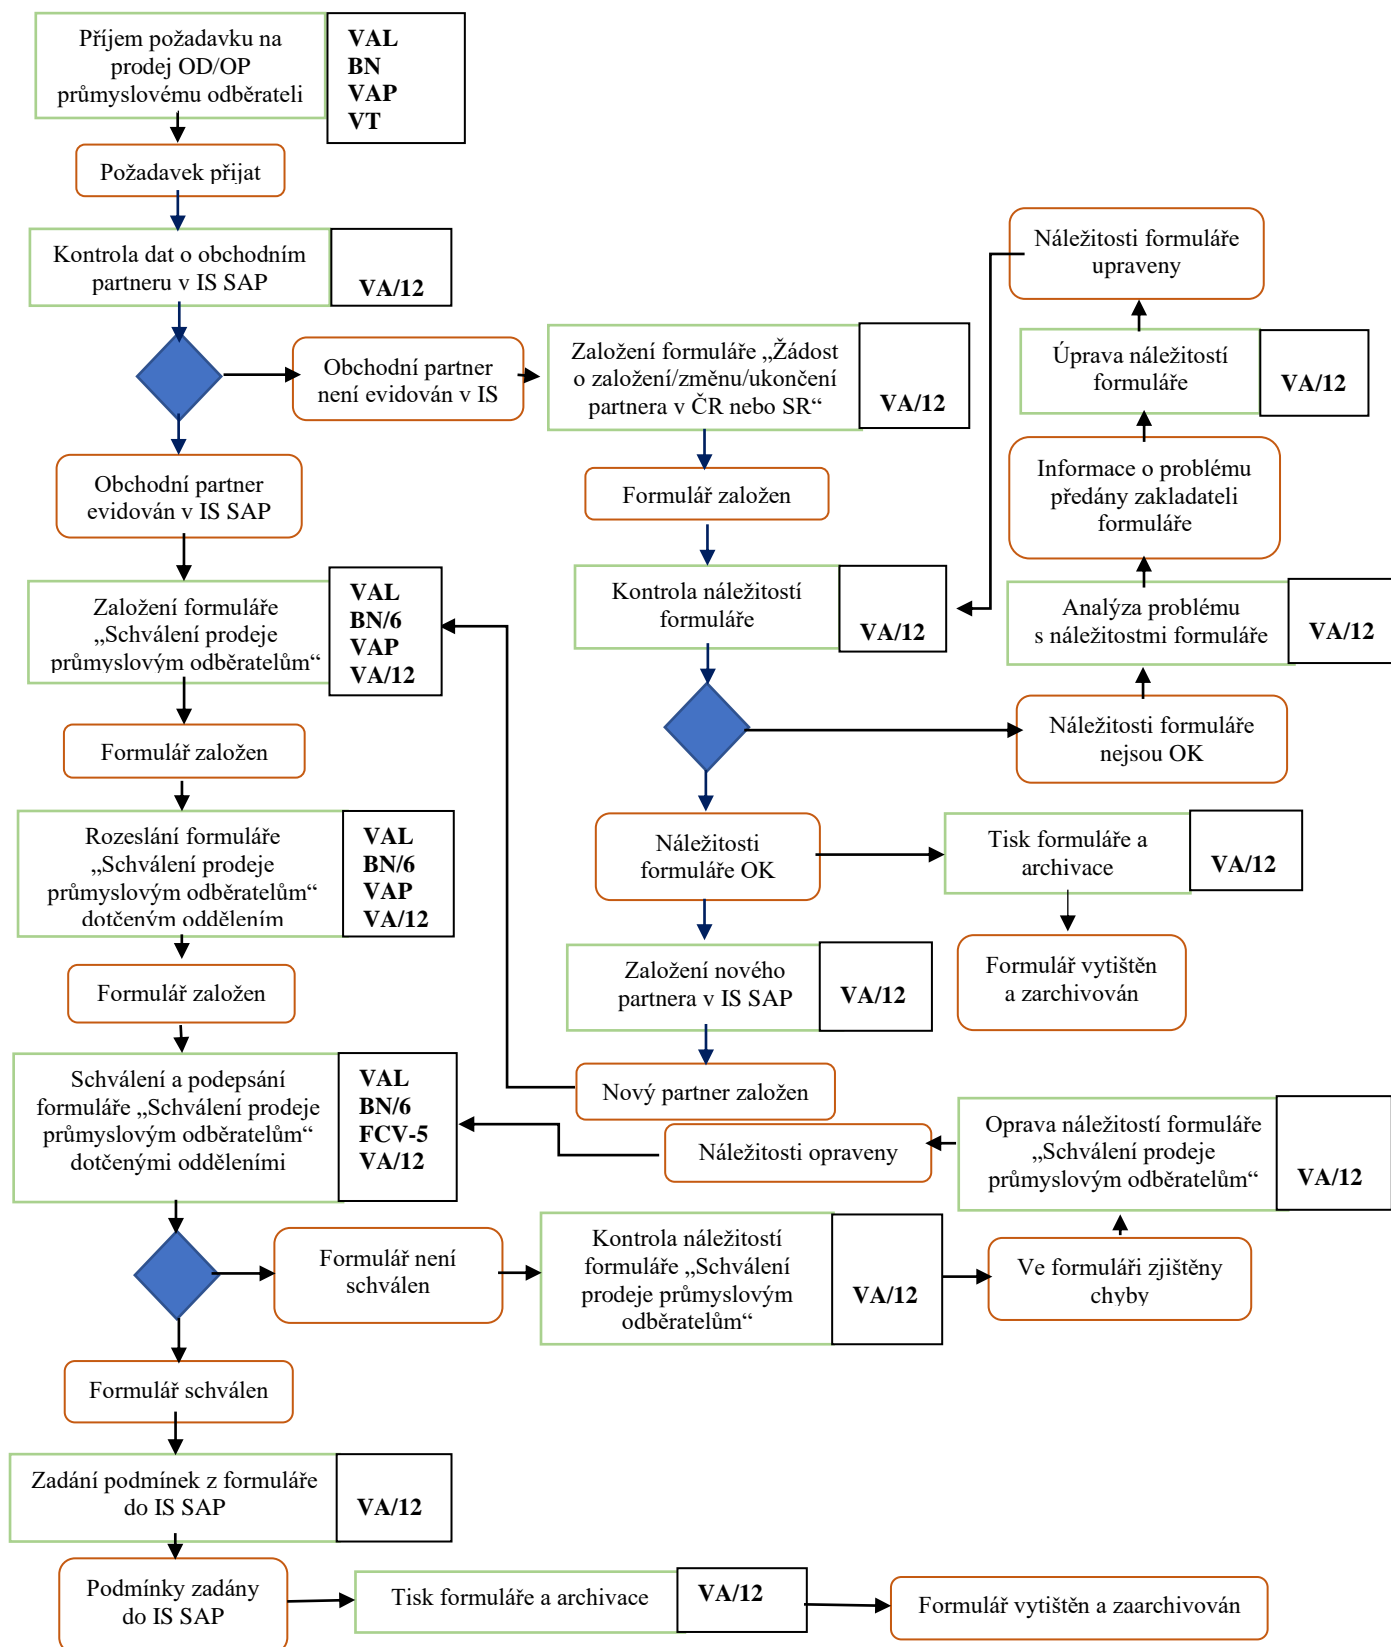 Příjem požadavku na
prodej OD/OP
průmyslovému odběrateli
VAL
BN
VAP
VT
Požadavek přijat
Kontrola dat o obchodním
partneru v IS SAP
VA/12
Obchodní partner
není evidován v IS
Založení formuláře „Žádost
o založení/změnu/ukončení
partnera v ČR nebo SR“
VA/12
Náležitosti formuláře
upraveny
Úprava náležitostí
formuláře
VA/12
Obchodní partner
evidován v IS SAP
Formulář založen
Informace o problému
předány zakladateli
formuláře
Založení formuláře
„Schválení prodeje
průmyslovým odběratelům“
VAL
BN/6
VAP
VA/12
Kontrola náležitostí
formuláře
VA/12
Analýza problému
s náležitostmi formuláře
VA/12
Náležitosti formuláře
nejsou OK
Formulář založen
Rozeslání formuláře
„Schválení prodeje
průmyslovým odběratelům“
dotčeným oddělením
VAL
BN/6
VAP
VA/12
Náležitosti
formuláře OK
Tisk formuláře a
archivace
VA/12
Formulář založen
Založení nového
partnera v IS SAP
VA/12
Formulář vytištěn
a zarchivován
Schválení a podepsání
formuláře „Schválení prodeje
průmyslovým odběratelům“
dotčenými odděleními
VAL
BN/6
FCV-5
VA/12
Nový partner založen
Náležitosti opraveny
Oprava náležitostí formuláře
„Schválení prodeje
průmyslovým odběratelům“
VA/12
Formulář není
schválen
Kontrola náležitostí
formuláře „Schválení
prodeje průmyslovým
odběratelům“
VA/12
Ve formuláři zjištěny
chyby
Formulář schválen
Zadání podmínek z formuláře
do IS SAP
VA/12
Podmínky zadány
do IS SAP
Tisk formuláře a archivace
VA/12
Formulář vytištěn a zaarchivován